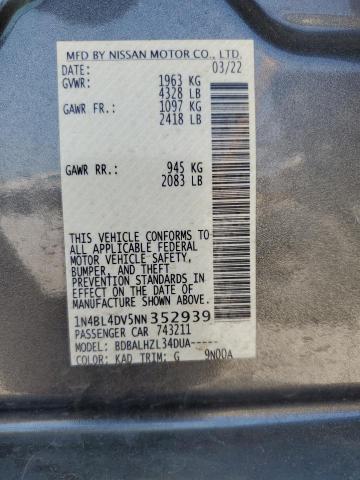 MFD BY NISSAN MOTOR CO., LTD.
DATE: 03/22
GVWR: 1963 KG
4328 LB
GAWR FR.: 1097 KG
2418 LB
GAWR RR.: 945 KG
2083 LB
THIS VEHICLE CONFORMS TO
ALL APPLICABLE FEDERAL
MOTOR VEHICLE SAFETY,
BUMPER, AND THEFT
PREVENTION STANDARDS IN
EFFECT ON THE DATE OF
MANUFACTURE SHOWN ABOVE.
1N4BL4DV5NN352939
PASSENGER CAR 743211
MODEL: BDBALHZL34DUA-----
COLOR: KAD TRIM: G 9N00A